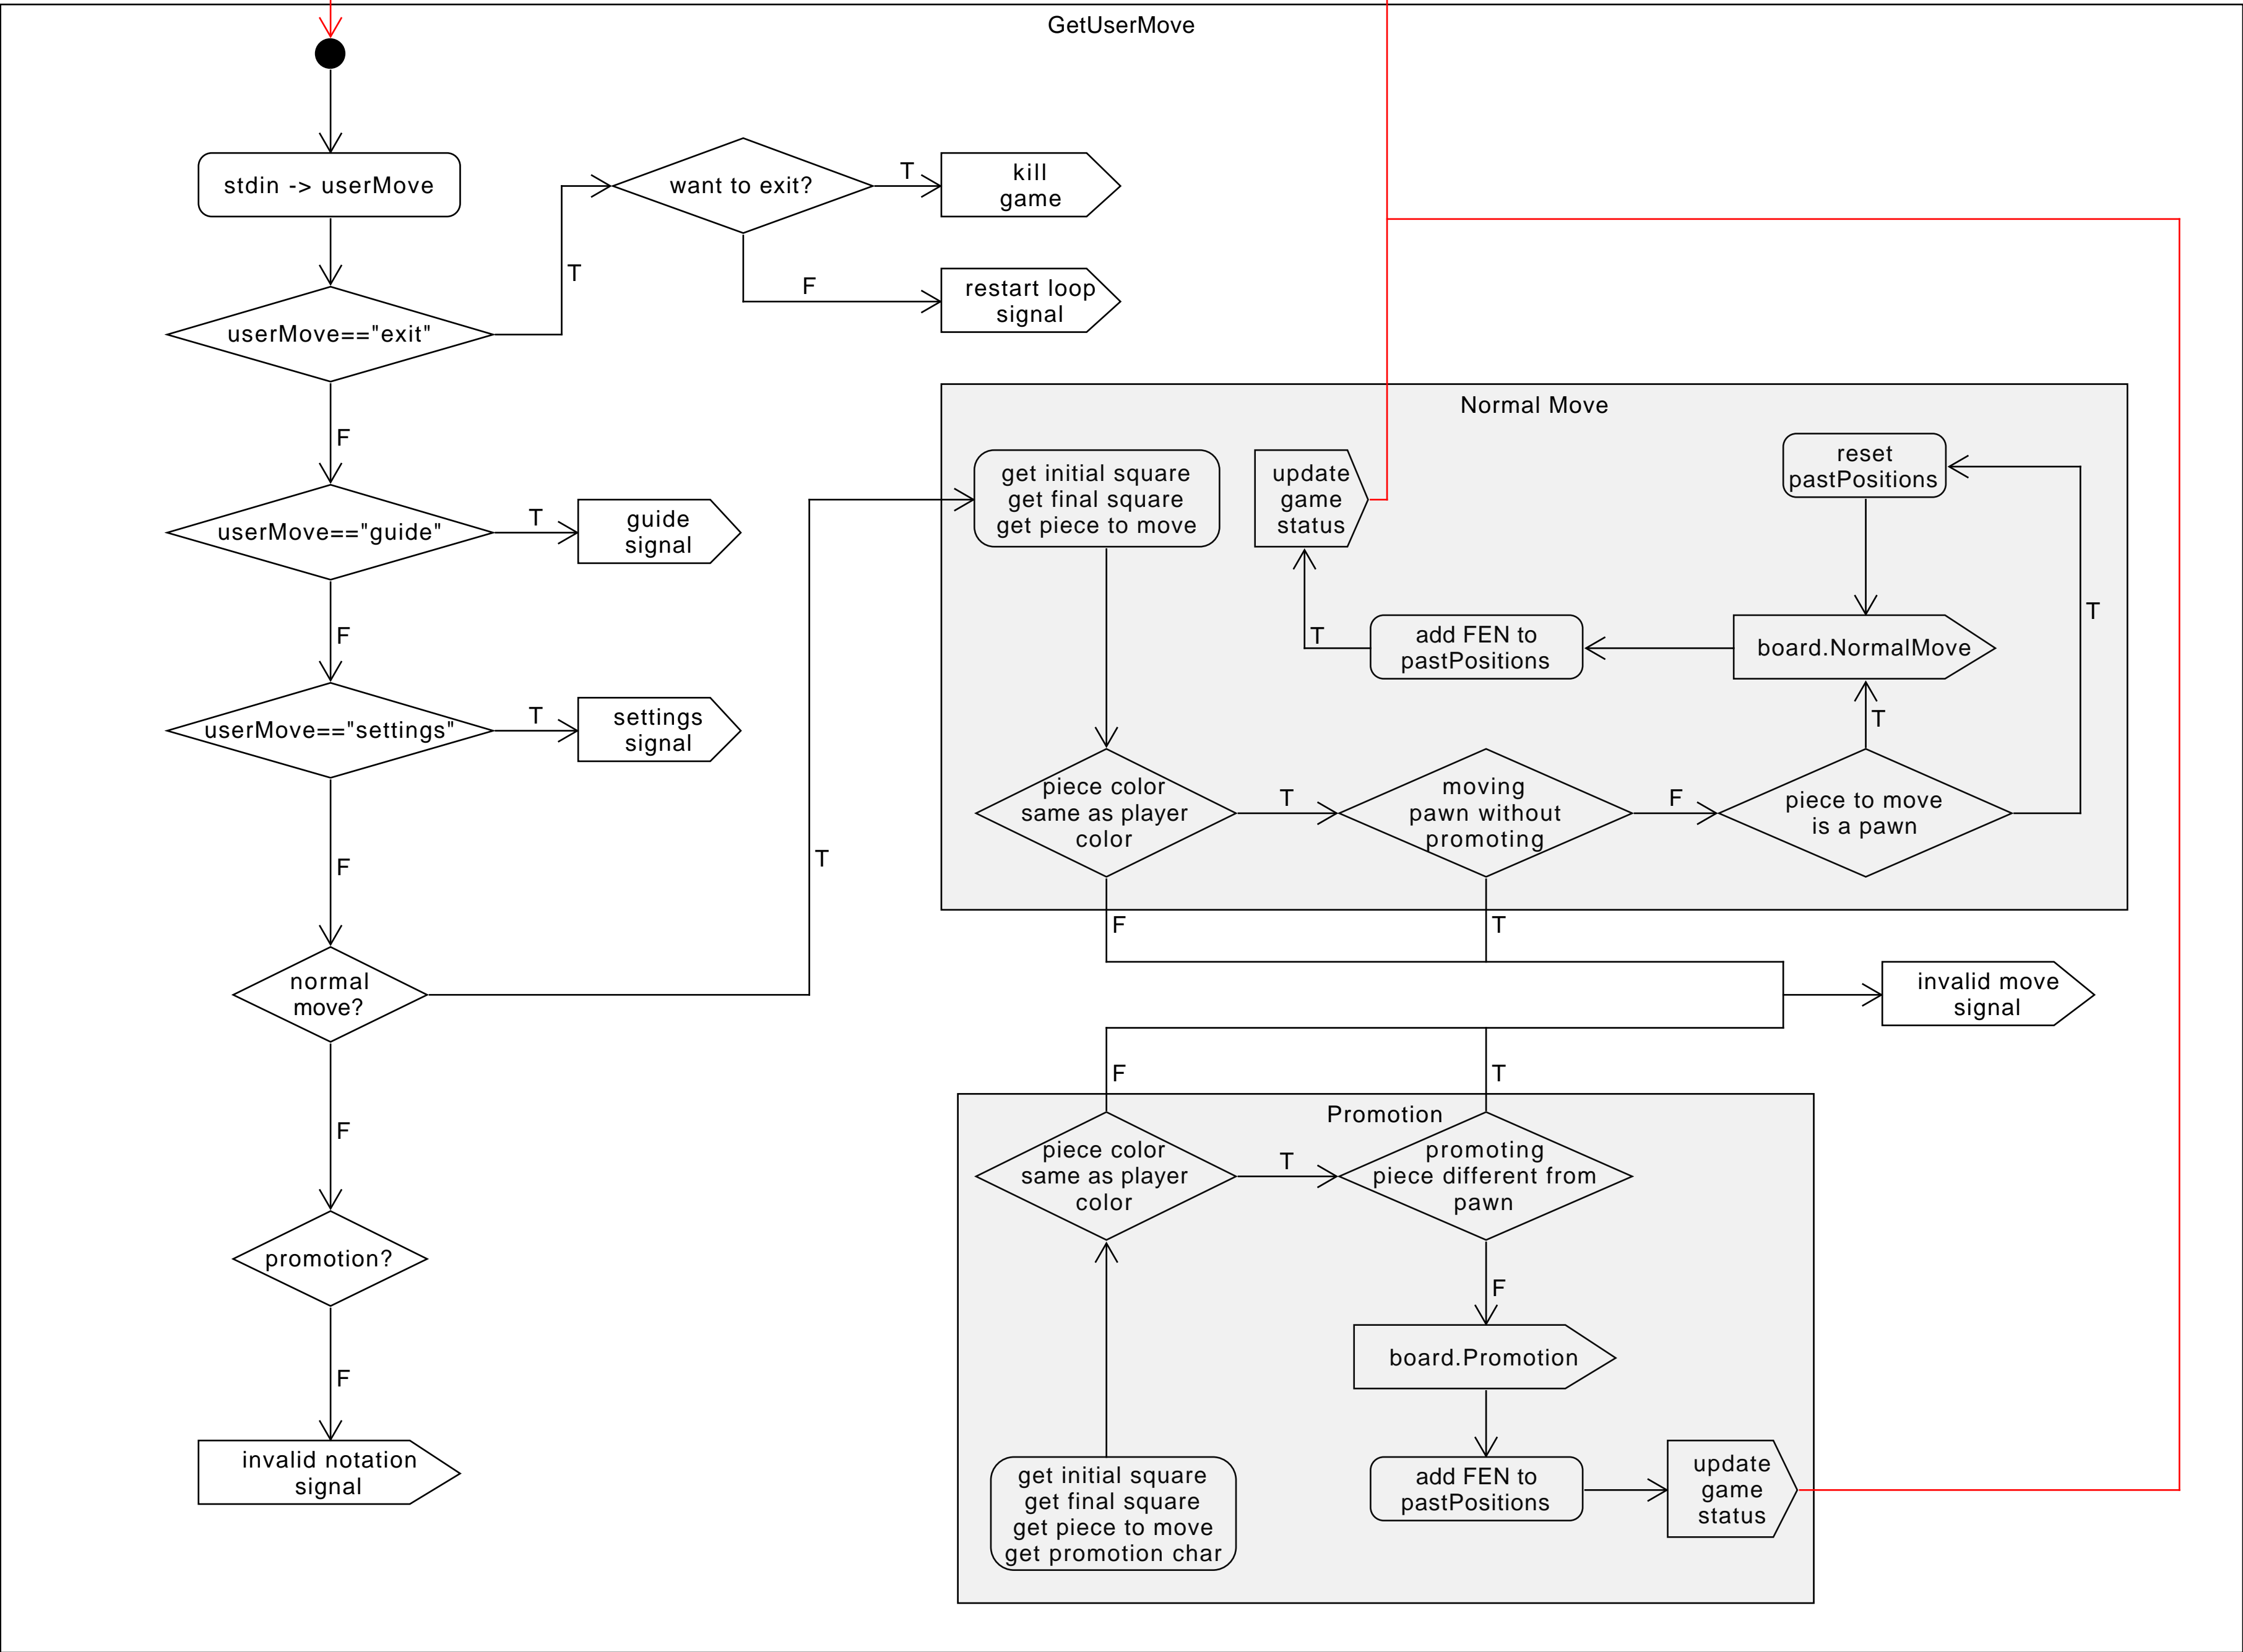 GetUserMove
stdin -> userMove
want to exit?
T
kill
game
T
F
restart loop
signal
userMove=="exit"
F
userMove=="guide"
T
guide
signal
F
userMove=="settings"
T
settings
signal
F
normal
move?
T
F
promotion?
F
invalid notation
signal
Normal Move
get initial square
get final square
get piece to move
update
game
status
reset
pastPositions
T
add FEN to
pastPositions
board.NormalMove
T
T
piece color
same as player
color
T
moving
pawn without
promoting
F
piece to move
is a pawn
F
T
invalid move
signal
F
T
Promotion
piece color
same as player
color
T
promoting
piece different from
pawn
F
board.Promotion
get initial square
get final square
get piece to move
get promotion char
add FEN to
pastPositions
update
game
status